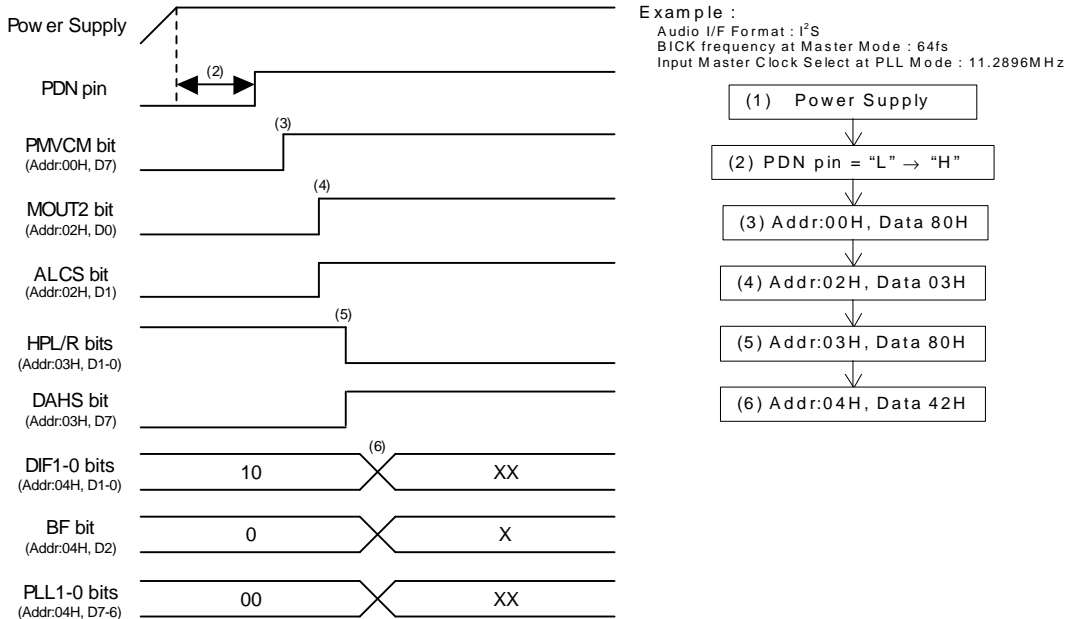 Power Supply
(2)
PDN pin
(3)
PMVCM bit
(Addr:00H, D7)
(4)
MOUT2 bit
(Addr:02H, D0)
ALCS bit
(Addr:02H, D1)
(5)
HPL/R bits
(Addr:03H, D1-0)
DAHS bit
(Addr:03H, D7)
(6)
DIF1-0 bits
(Addr:04H, D1-0)
10
XX
BF bit
(Addr:04H, D2)
0
X
PLL1-0 bits
(Addr:04H, D7-6)
00
XX
Example :
Audio I/F Format : I²S
BICK frequency at Master Mode : 64fs
Input Master Clock Select at PLL Mode : 11.2896MHz
(1) Power Supply
(2) PDN pin = “L” → “H”
(3) Addr:00H, Data 80H
(4) Addr:02H, Data 03H
(5) Addr:03H, Data 80H
(6) Addr:04H, Data 42H